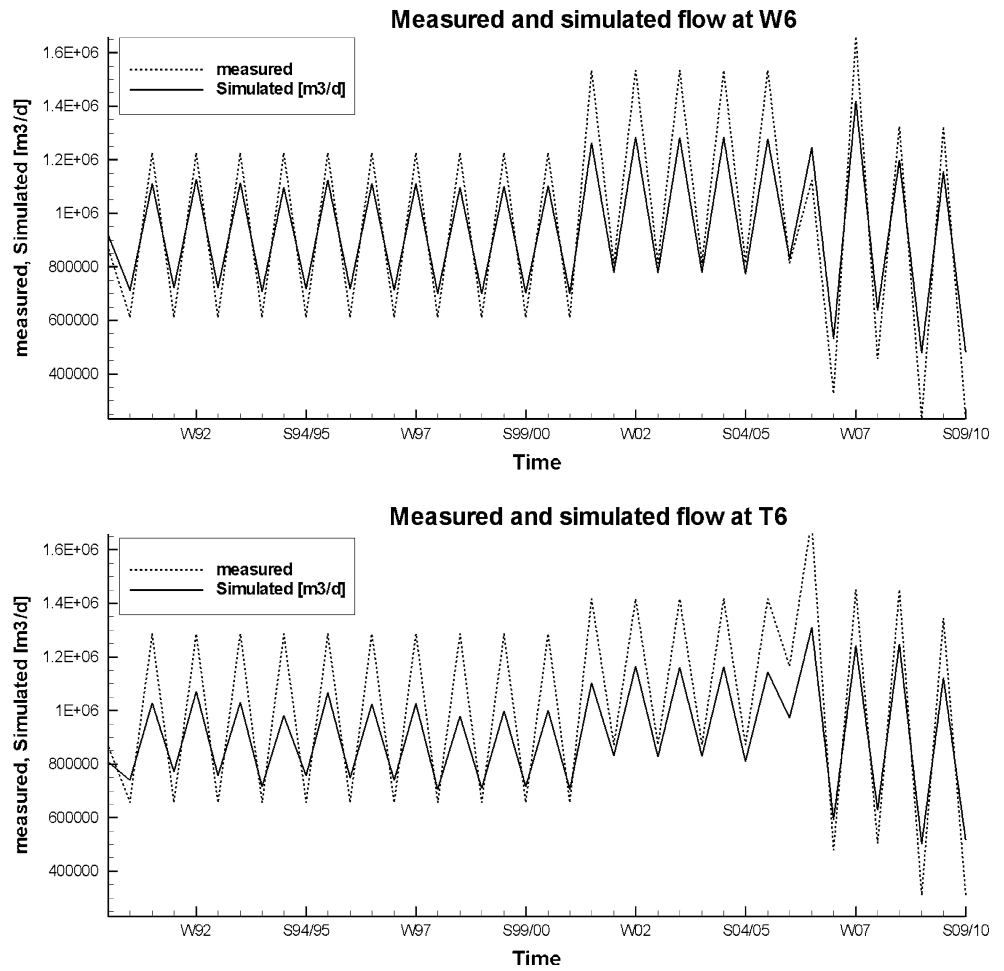 Measured and simulated flow at W6
measured, Simulated [m3/d]
1.6E+06
1.4E+06
1.2E+06
1E+06
800000
600000
400000
measured
Simulated [m3/d]
W92
S94/95
W97
S99/00
W02
S04/05
W07
S09/10
Time
Measured and simulated flow at T6
measured, Simulated [m3/d]
1.6E+06
1.4E+06
1.2E+06
1E+06
800000
600000
400000
measured
Simulated [m3/d]
W92
S94/95
W97
S99/00
W02
S04/05
W07
S09/10
Time